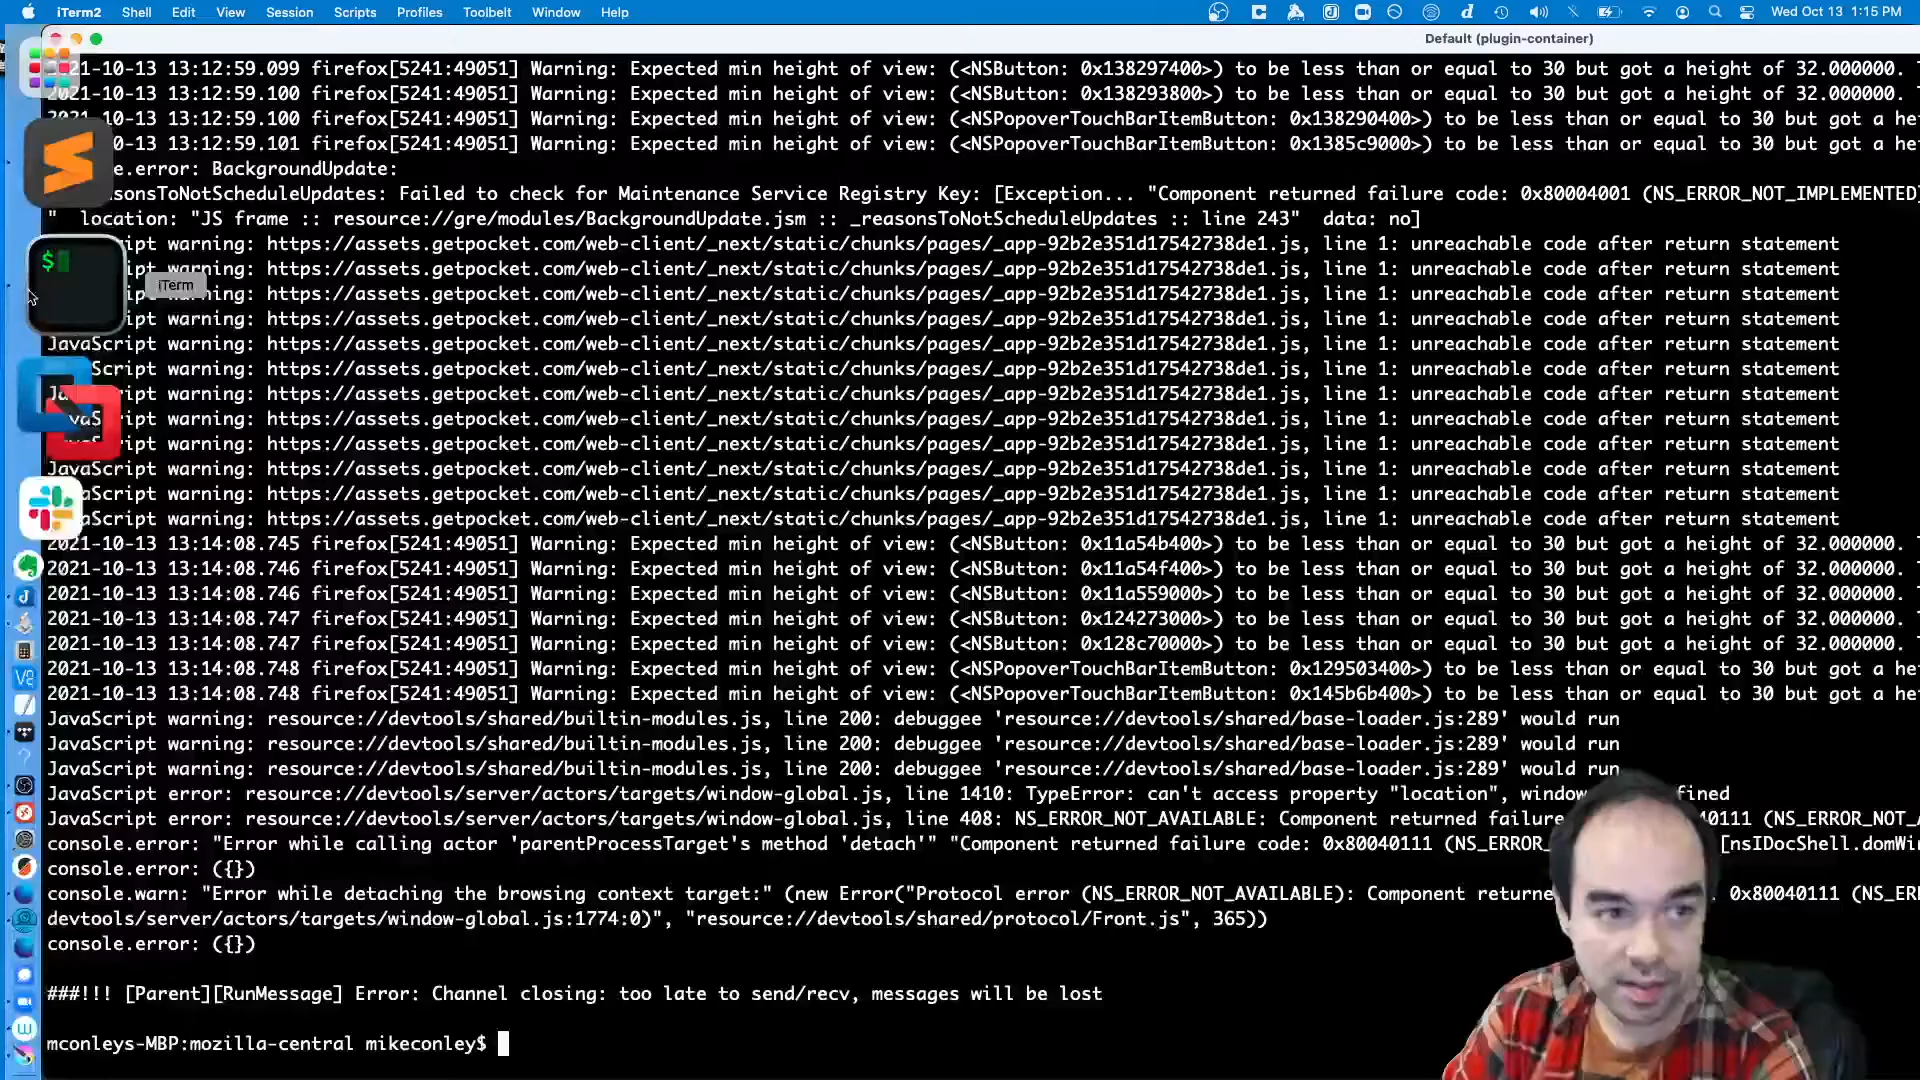 iTerm2 Shell Edit View Session Scripts Profiles Toolbelt Window Help Wed Oct 13 1:15 PM
Default (plugin-container)
2021-10-13 13:12:59.099 firefox[5241:49051] Warning: Expected min height of view: (<NSButton: 0x138297400>) to be less than or equal to 30 but got a height of 32.000000.
2021-10-13 13:12:59.100 firefox[5241:49051] Warning: Expected min height of view: (<NSButton: 0x138293800>) to be less than or equal to 30 but got a height of 32.000000.
2021-10-13 13:12:59.100 firefox[5241:49051] Warning: Expected min height of view: (<NSPopoverTouchBarItemButton: 0x138290400>) to be less than or equal to 30 but got a he
2021-10-13 13:12:59.101 firefox[5241:49051] Warning: Expected min height of view: (<NSPopoverTouchBarItemButton: 0x1385c9000>) to be less than or equal to 30 but got a he
e.error: BackgroundUpdate:
asonsToNotScheduleUpdates: Failed to check for Maintenance Service Registry Key: [Exception... "Component returned failure code: 0x80004001 (NS_ERROR_NOT_IMPLEMENTED)
"  location: "JS frame :: resource://gre/modules/BackgroundUpdate.jsm :: _reasonsToNotScheduleUpdates :: line 243"  data: no]
cript warning: https://assets.getpocket.com/web-client/_next/static/chunks/pages/_app-92b2e351d17542738de1.js, line 1: unreachable code after return statement
$ ipt warning: https://assets.getpocket.com/web-client/_next/static/chunks/pages/_app-92b2e351d17542738de1.js, line 1: unreachable code after return statement
iTerm
ipt warning: https://assets.getpocket.com/web-client/_next/static/chunks/pages/_app-92b2e351d17542738de1.js, line 1: unreachable code after return statement
ipt warning: https://assets.getpocket.com/web-client/_next/static/chunks/pages/_app-92b2e351d17542738de1.js, line 1: unreachable code after return statement
JavaScript warning: https://assets.getpocket.com/web-client/_next/static/chunks/pages/_app-92b2e351d17542738de1.js, line 1: unreachable code after return statement
Script warning: https://assets.getpocket.com/web-client/_next/static/chunks/pages/_app-92b2e351d17542738de1.js, line 1: unreachable code after return statement
JavaScript warning: https://assets.getpocket.com/web-client/_next/static/chunks/pages/_app-92b2e351d17542738de1.js, line 1: unreachable code after return statement
JavaScript warning: https://assets.getpocket.com/web-client/_next/static/chunks/pages/_app-92b2e351d17542738de1.js, line 1: unreachable code after return statement
JavaScript warning: https://assets.getpocket.com/web-client/_next/static/chunks/pages/_app-92b2e351d17542738de1.js, line 1: unreachable code after return statement
JavaScript warning: https://assets.getpocket.com/web-client/_next/static/chunks/pages/_app-92b2e351d17542738de1.js, line 1: unreachable code after return statement
aScript warning: https://assets.getpocket.com/web-client/_next/static/chunks/pages/_app-92b2e351d17542738de1.js, line 1: unreachable code after return statement
aScript warning: https://assets.getpocket.com/web-client/_next/static/chunks/pages/_app-92b2e351d17542738de1.js, line 1: unreachable code after return statement
2021-10-13 13:14:08.745 firefox[5241:49051] Warning: Expected min height of view: (<NSButton: 0x11a54b400>) to be less than or equal to 30 but got a height of 32.000000.
2021-10-13 13:14:08.746 firefox[5241:49051] Warning: Expected min height of view: (<NSButton: 0x11a54f400>) to be less than or equal to 30 but got a height of 32.000000.
2021-10-13 13:14:08.746 firefox[5241:49051] Warning: Expected min height of view: (<NSButton: 0x11a559000>) to be less than or equal to 30 but got a height of 32.000000.
2021-10-13 13:14:08.747 firefox[5241:49051] Warning: Expected min height of view: (<NSButton: 0x124273000>) to be less than or equal to 30 but got a height of 32.000000.
2021-10-13 13:14:08.747 firefox[5241:49051] Warning: Expected min height of view: (<NSButton: 0x128c70000>) to be less than or equal to 30 but got a height of 32.000000.
2021-10-13 13:14:08.748 firefox[5241:49051] Warning: Expected min height of view: (<NSPopoverTouchBarItemButton: 0x129503400>) to be less than or equal to 30 but got a he
2021-10-13 13:14:08.748 firefox[5241:49051] Warning: Expected min height of view: (<NSPopoverTouchBarItemButton: 0x145b6b400>) to be less than or equal to 30 but got a he
JavaScript warning: resource://devtools/shared/builtin-modules.js, line 200: debuggee 'resource://devtools/shared/base-loader.js:289' would run
JavaScript warning: resource://devtools/shared/builtin-modules.js, line 200: debuggee 'resource://devtools/shared/base-loader.js:289' would run
JavaScript warning: resource://devtools/shared/builtin-modules.js, line 200: debuggee 'resource://devtools/shared/base-loader.js:289' would run
JavaScript error: resource://devtools/server/actors/targets/window-global.js, line 1410: TypeError: can't access property "location", window fined
JavaScript error: resource://devtools/server/actors/targets/window-global.js, line 408: NS_ERROR_NOT_AVAILABLE: Component returned failure 40111 (NS_ERROR_NOT_A
console.error: "Error while calling actor 'parentProcessTarget's method 'detach'" "Component returned failure code: 0x80040111 (NS_ERROR_ [nsIDocShell.domWin
console.error: ({})
console.warn: "Error while detaching the browsing context target:" (new Error("Protocol error (NS_ERROR_NOT_AVAILABLE): Component returne 0x80040111 (NS_ER
devtools/server/actors/targets/window-global.js:1774:0)", "resource://devtools/shared/protocol/Front.js", 365))
console.error: ({})
###!!! [Parent][RunMessage] Error: Channel closing: too late to send/recv, messages will be lost
mconleys-MBP:mozilla-central mikeconley$